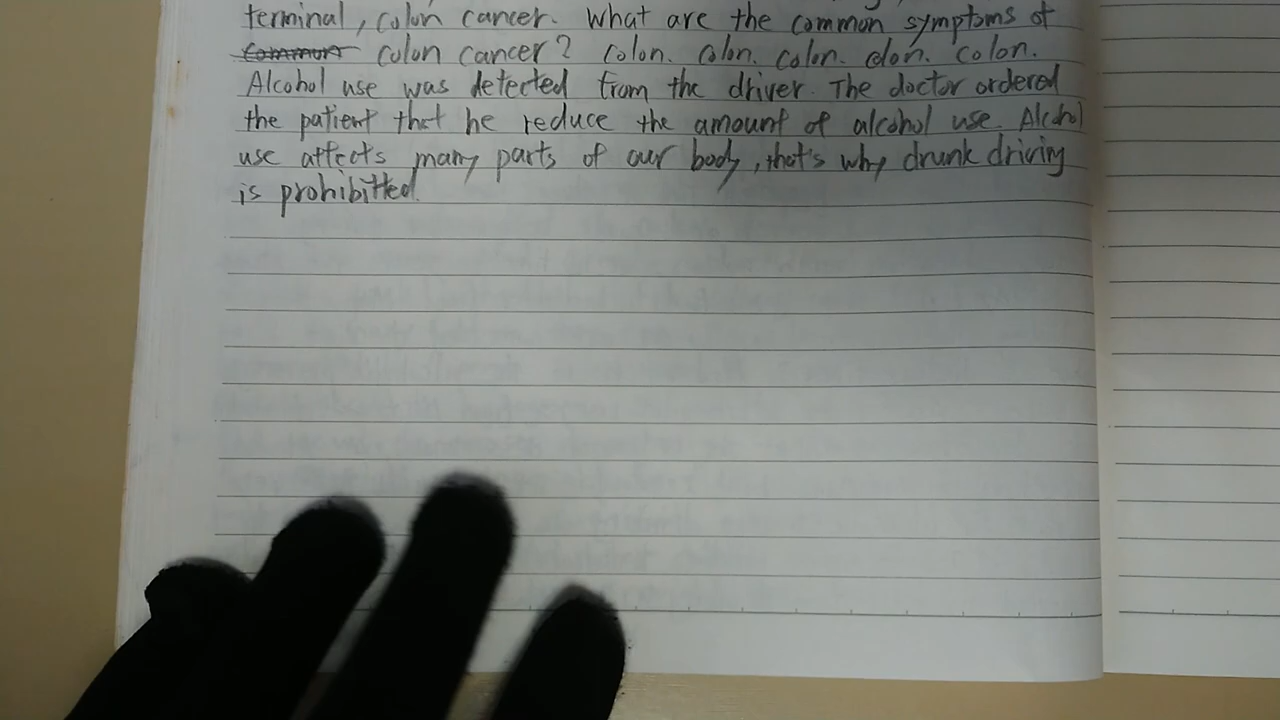 terminal, colon cancer. What are the common symptoms of
common colon cancer? colon. colon. colon. colon. colon.
Alcohol use was detected from the driver. The doctor ordered
the patient that he reduce the amount of alcohol use. Alchol
use affects many parts of our body, that's why drunk driving
is prohibitted.